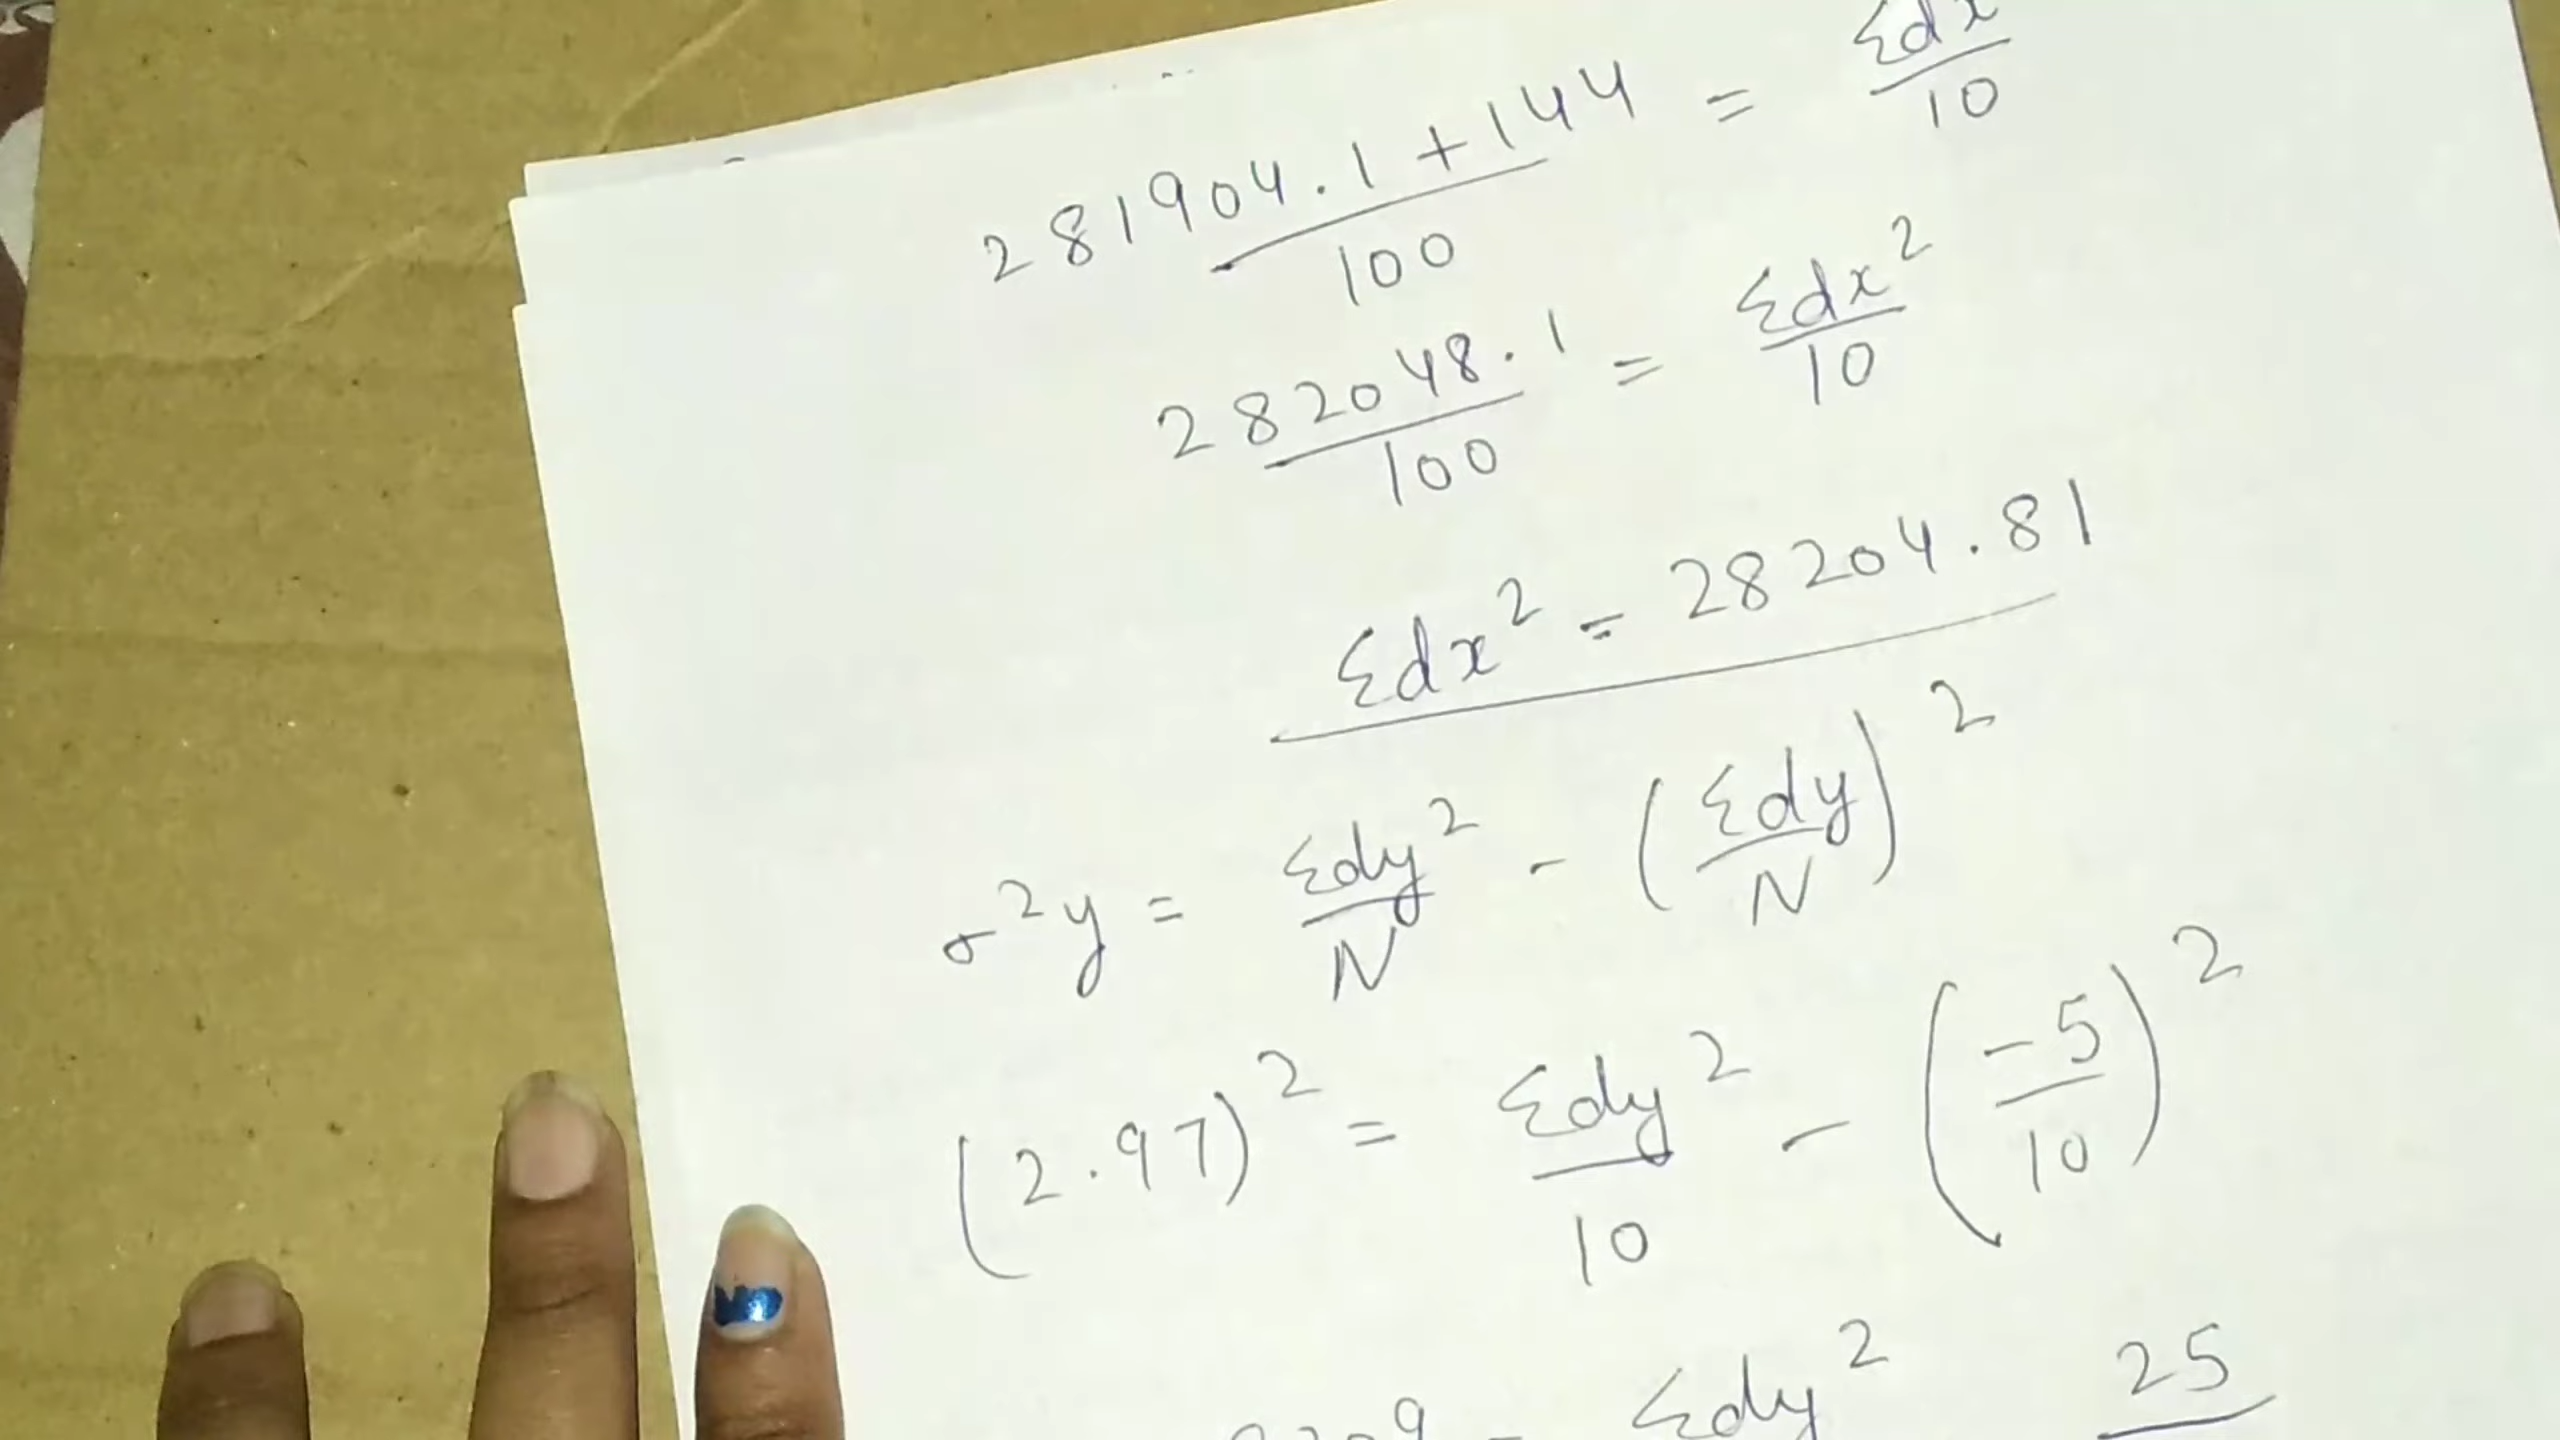 281904.1 + 144 / 100 = Σdx / 10
282048.1 / 100 = Σdx² / 10
Σdx² = 28204.81
σ²y = Σdy² / N - (Σdy / N)²
(2.97)² = Σdy² / 10 - (-5 / 10)²
Σdy² 25